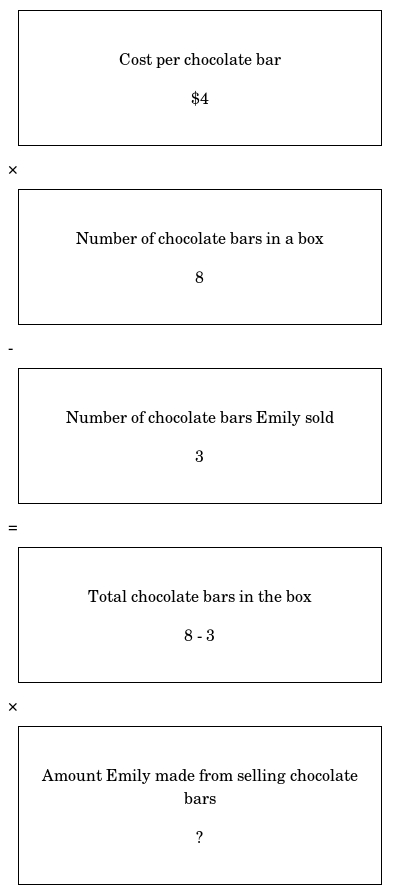 Cost per chocolate bar
$4
×
Number of chocolate bars in a box
8
-
Number of chocolate bars Emily sold
3
=
Total chocolate bars in the box
8 - 3
×
Amount Emily made from selling chocolate
bars
?